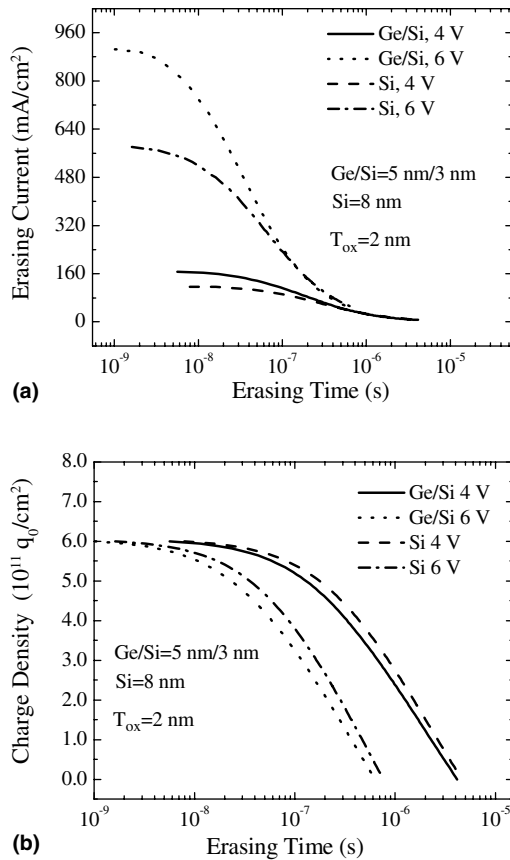 960
800
640
480
320
160
0
Erasing Current (mA/cm²)
Ge/Si, 4 V
Ge/Si, 6 V
Si, 4 V
Si, 6 V
Ge/Si=5 nm/3 nm
Si=8 nm
Tₒₓ=2 nm
10⁻⁹ 10⁻⁸ 10⁻⁷ 10⁻⁶ 10⁻⁵
(a) Erasing Time (s)
8.0
7.0
6.0
5.0
4.0
3.0
2.0
1.0
0.0
Charge Density (10¹¹ q₀/cm²)
Ge/Si 4 V
Ge/Si 6 V
Si 4 V
Si 6 V
Ge/Si=5 nm/3 nm
Si=8 nm
Tₒₓ=2 nm
10⁻⁹ 10⁻⁸ 10⁻⁷ 10⁻⁶ 10⁻⁵
(b) Erasing Time (s)